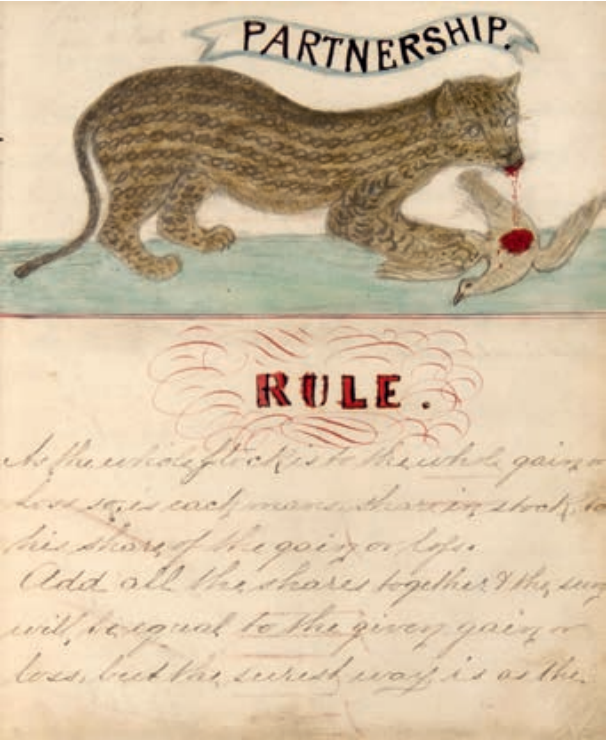 PARTNERSHIP.
RULE.
As the whole stock is to the whole gain or
Loss so is each mans share in stock, to
his share of the gain or loſs.
Add all the shares together & the sum
will be equal to the given gain or
loss, but the surest way is as the